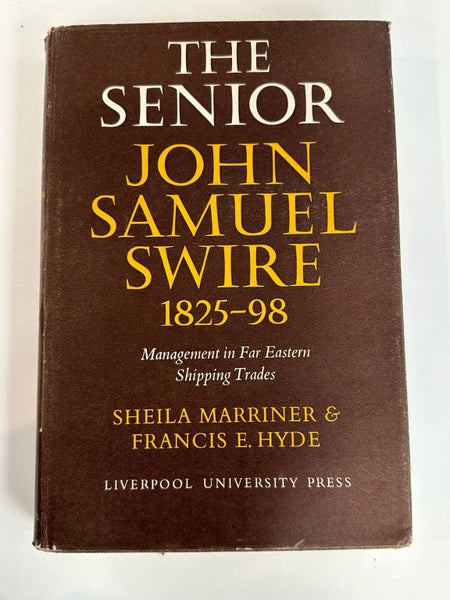 THE
SENIOR
JOHN
SAMUEL
SWIRE
1825-98
Management in Far Eastern
Shipping Trades
SHEILA MARRINER &
FRANCIS E. HYDE
LIVERPOOL UNIVERSITY PRESS